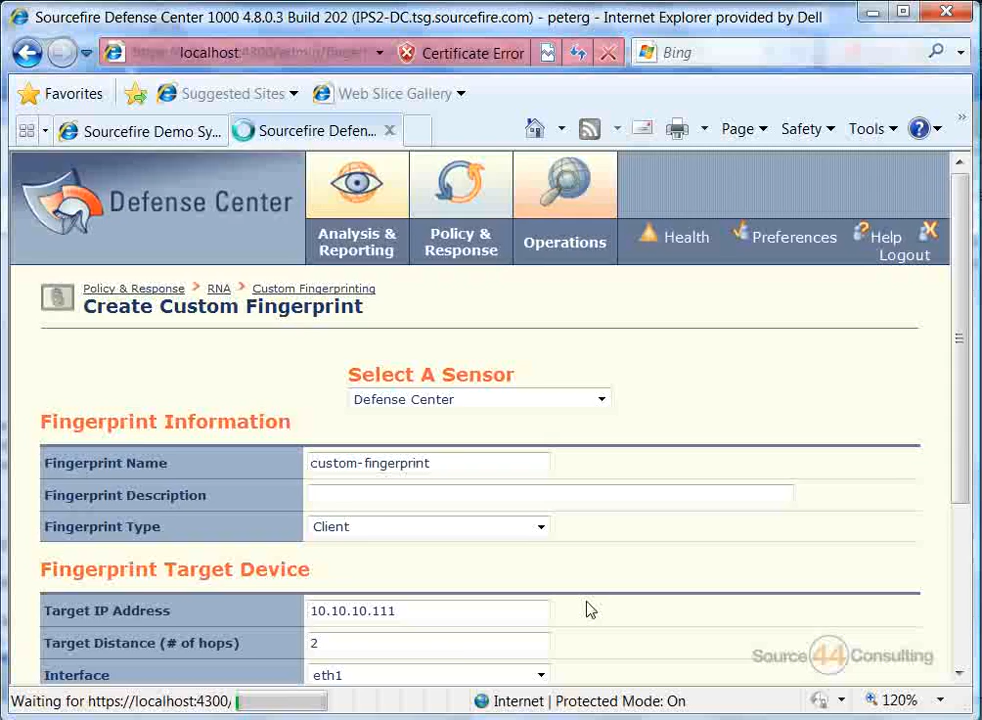 Sourcefire Defense Center 1000 4.8.0.3 Build 202 (IPS2-DC.tsg.sourcefire.com) - peterg - Internet Explorer provided by Dell
localhost: Certificate Error Bing
Favorites Suggested Sites Web Slice Gallery
Sourcefire Demo Sy... Sourcefire Defen... Page Safety Tools
Defense Center
Analysis & Reporting
Policy & Response
Operations
Health Preferences Help
Logout
Policy & Response RNA Custom Fingerprinting
Create Custom Fingerprint
Select A Sensor
Defense Center
Fingerprint Information
Fingerprint Name custom-fingerprint
Fingerprint Description
Fingerprint Type Client
Fingerprint Target Device
Target IP Address 10.10.10.111
Target Distance (# of hops) 2
Interface eth1
Source 44 Consulting
Waiting for https://localhost:4300/ Internet | Protected Mode: On 120%